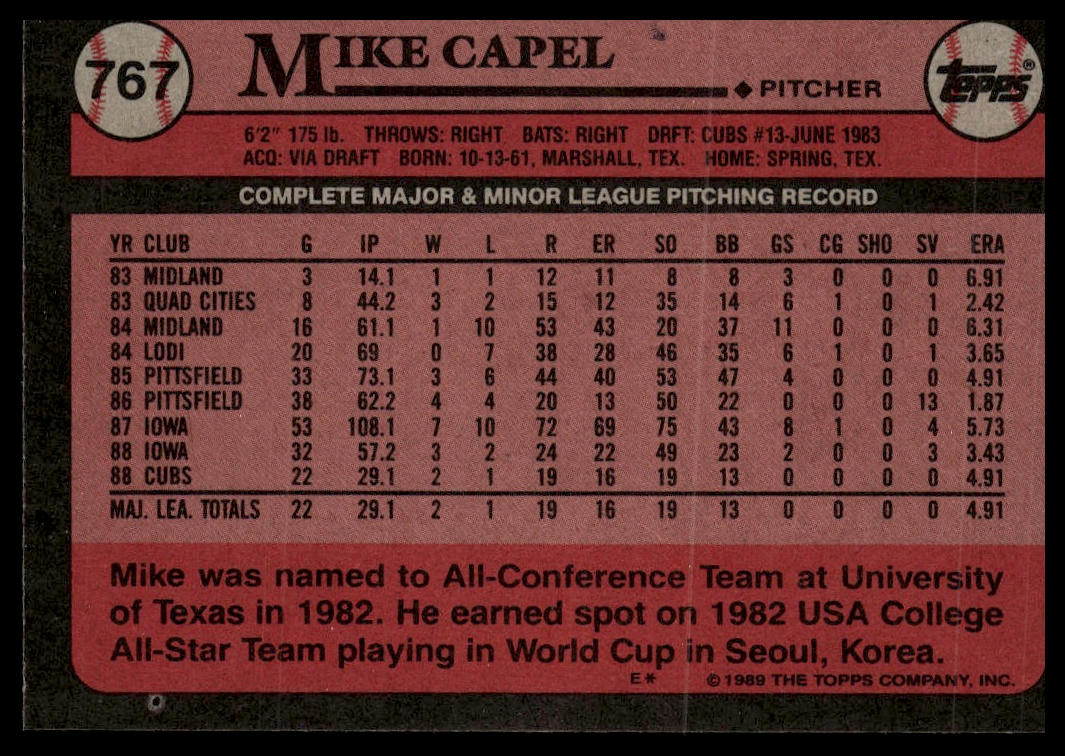 767
MIKE CAPEL
◆ PITCHER
TOPPS®
6'2" 175 lb. THROWS: RIGHT BATS: RIGHT DRFT: CUBS #13-JUNE 1983
ACQ: VIA DRAFT BORN: 10-13-61, MARSHALL, TEX. HOME: SPRING, TEX.
COMPLETE MAJOR & MINOR LEAGUE PITCHING RECORD
YR CLUB G IP W L R ER SO BB GS CG SHO SV ERA
83 MIDLAND 3 14.1 1 1 12 11 8 8 3 0 0 0 6.91
83 QUAD CITIES 8 44.2 3 2 15 12 35 14 6 1 0 1 2.42
84 MIDLAND 16 61.1 1 10 53 43 20 37 11 0 0 0 6.31
84 LODI 20 69 0 7 38 28 46 35 6 1 0 1 3.65
85 PITTSFIELD 33 73.1 3 6 44 40 53 47 4 0 0 0 4.91
86 PITTSFIELD 38 62.2 4 4 20 13 50 22 0 0 0 13 1.87
87 IOWA 53 108.1 7 10 72 69 75 43 8 1 0 4 5.73
88 IOWA 32 57.2 3 2 24 22 49 23 2 0 0 3 3.43
88 CUBS 22 29.1 2 1 19 16 19 13 0 0 0 0 4.91
MAJ. LEA. TOTALS 22 29.1 2 1 19 16 19 13 0 0 0 0 4.91
Mike was named to All-Conference Team at University
of Texas in 1982. He earned spot on 1982 USA College
All-Star Team playing in World Cup in Seoul, Korea.
E* © 1989 THE TOPPS COMPANY, INC.